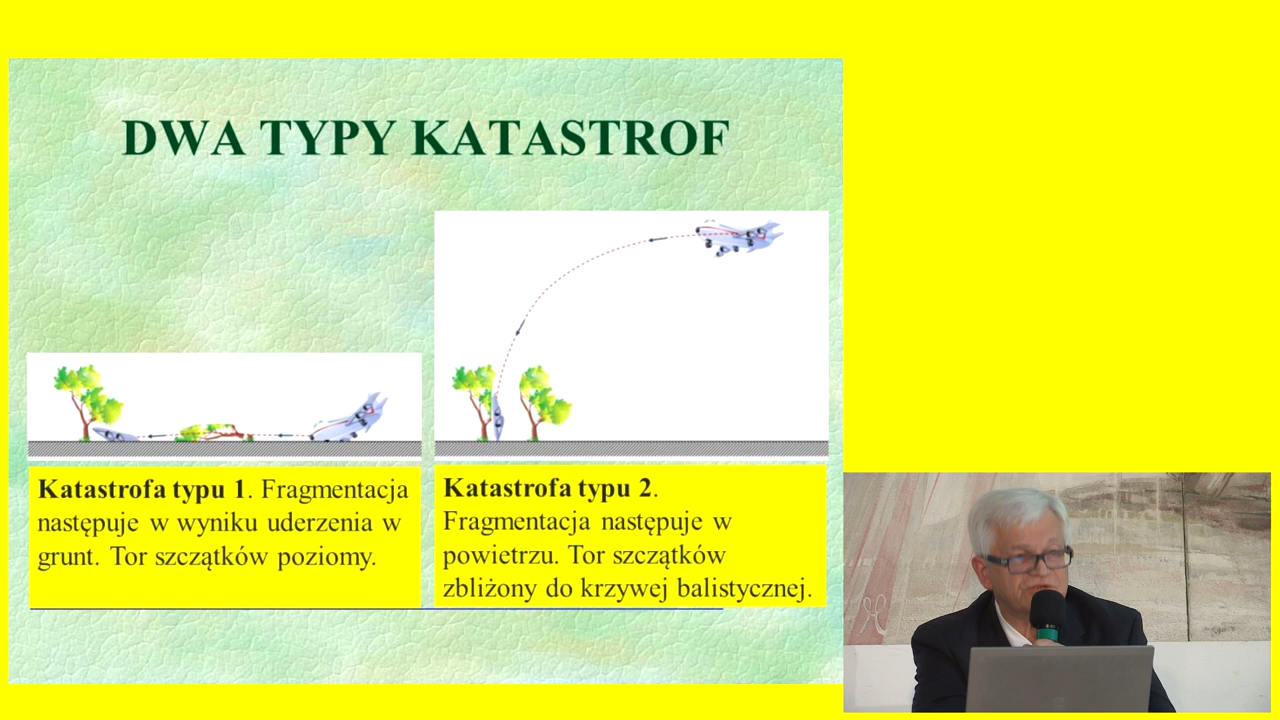 DWA TYPY KATASTROF
Katastrofa typu 1. Fragmentacja
następuje w wyniku uderzenia w
grunt. Tor szczątków poziomy.
Katastrofa typu 2.
Fragmentacja następuje w
powietrzu. Tor szczątków
zbliżony do krzywej balistycznej.